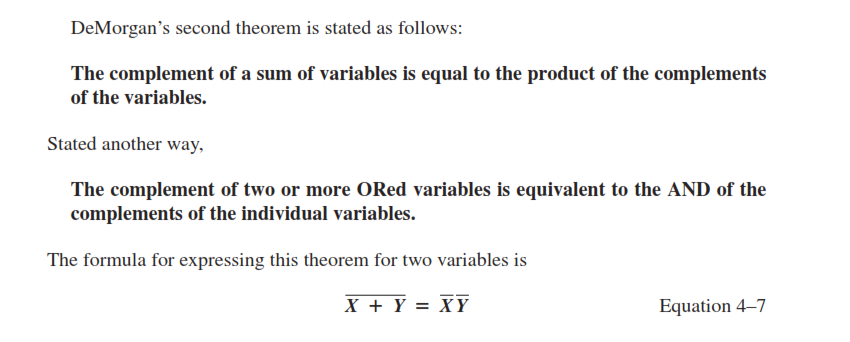 DeMorgan’s second theorem is stated as follows:
The complement of a sum of variables is equal to the product of the complements
of the variables.
Stated another way,
The complement of two or more ORed variables is equivalent to the AND of the
complements of the individual variables.
The formula for expressing this theorem for two variables is
X̅ ̅+̅ ̅Y̅ = X̅Y̅ Equation 4–7